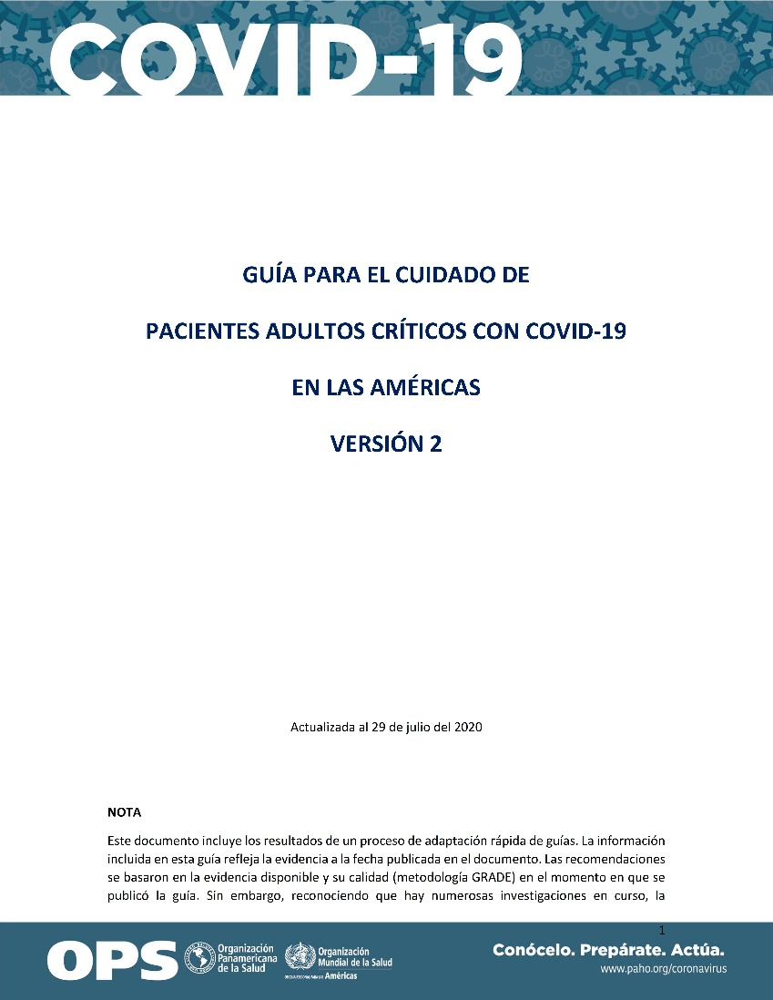 COVID-19
GUÍA PARA EL CUIDADO DE
PACIENTES ADULTOS CRÍTICOS CON COVID-19
EN LAS AMÉRICAS
VERSIÓN 2
Actualizada al 29 de julio del 2020
NOTA
Este documento incluye los resultados de un proceso de adaptación rápida de guías. La información
incluida en esta guía refleja la evidencia a la fecha publicada en el documento. Las recomendaciones
se basaron en la evidencia disponible y su calidad (metodología GRADE) en el momento en que se
publicó la guía. Sin embargo, reconociendo que hay numerosas investigaciones en curso, la
1
OPS
Organización
Panamericana
de la Salud
Organización
Mundial de la Salud
OFICINA REGIONAL PARA LAS Américas
Conócelo. Prepárate. Actúa.
www.paho.org/coronavirus